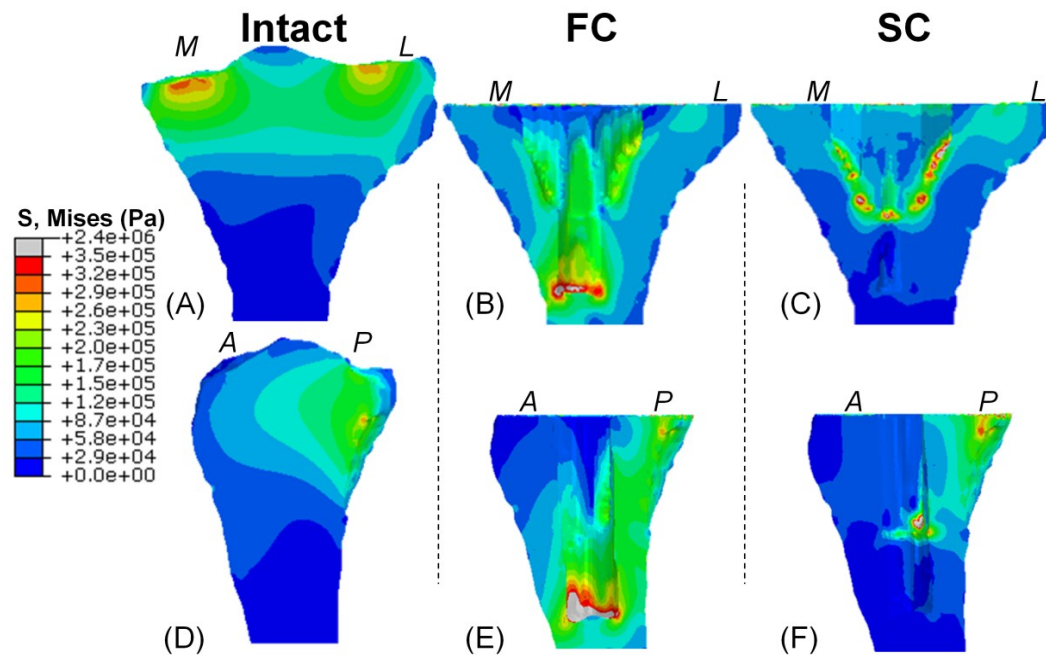 Intact
FC
SC
M
L
M
L
M
L
S, Mises (Pa)
+2.4e+06
+3.5e+05
+3.2e+05
+2.9e+05
+2.6e+05
+2.3e+05
+2.0e+05
+1.7e+05
+1.5e+05
+1.2e+05
+8.7e+04
+5.8e+04
+2.9e+04
+0.0e+00
(A)
(B)
(C)
A
P
A
P
A
P
(D)
(E)
(F)